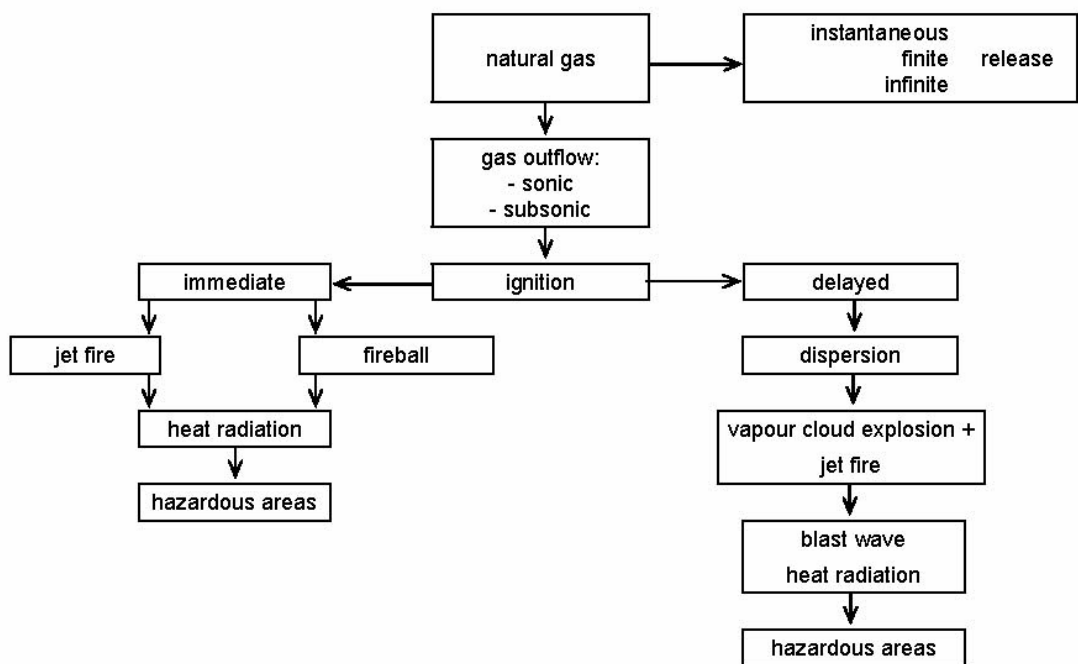 natural gas
instantaneous
finite release
infinite
gas outflow:
- sonic
- subsonic
immediate
ignition
delayed
jet fire
fireball
dispersion
heat radiation
vapour cloud explosion +
jet fire
hazardous areas
blast wave
heat radiation
hazardous areas